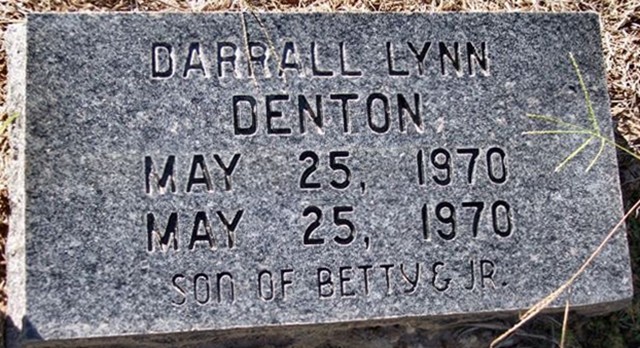 DARRALL LYNN
DENTON
MAY 25, 1970
MAY 25, 1970
SON OF BETTY & JR.